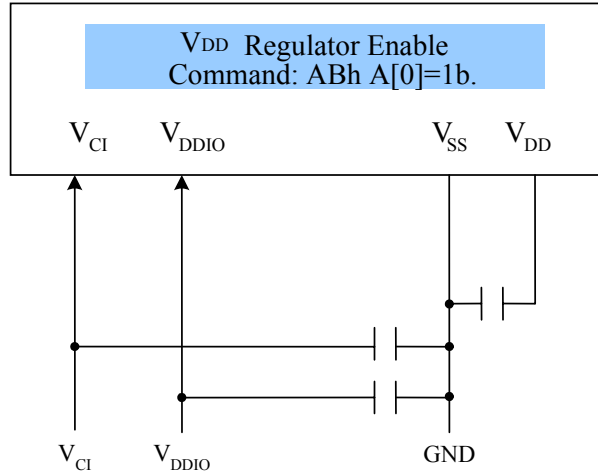 VDD Regulator Enable
Command: ABh A[0]=1b.
VCI VDDIO VSS VDD
VCI VDDIO GND